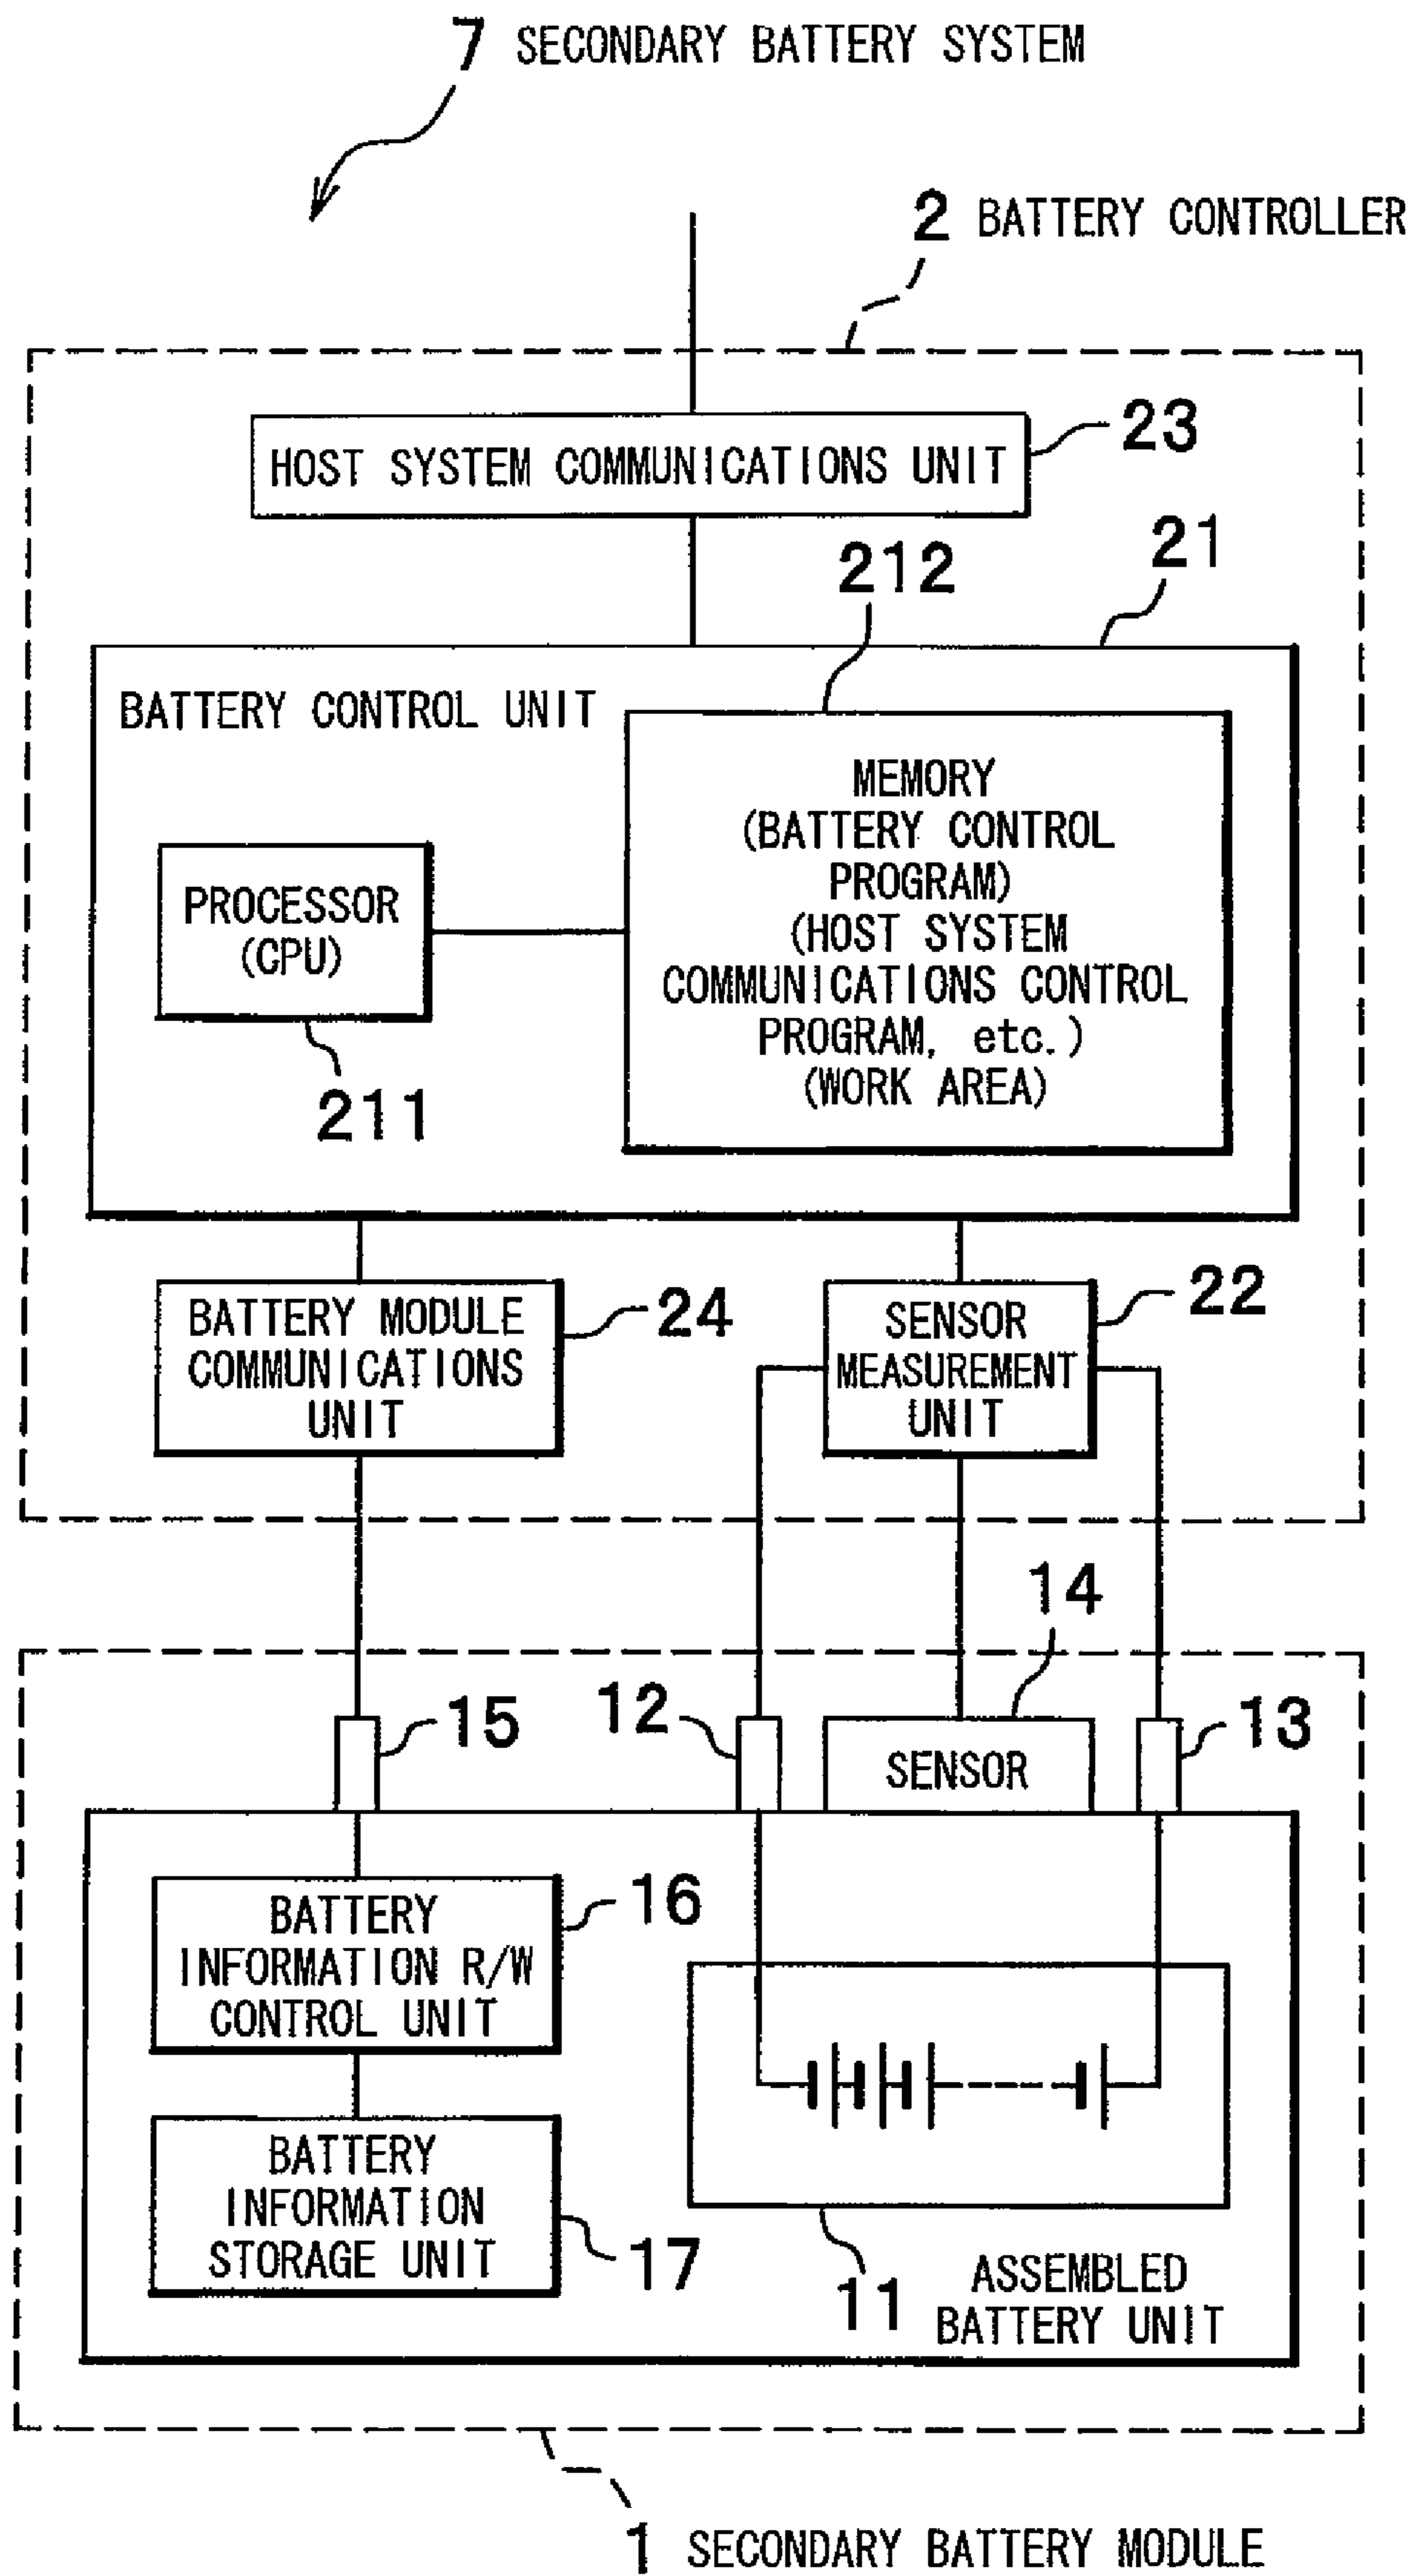 7 SECONDARY BATTERY SYSTEM
2 BATTERY CONTROLLER
23
HOST SYSTEM COMMUNICATIONS UNIT
21
212
BATTERY CONTROL UNIT
MEMORY
(BATTERY CONTROL
PROGRAM)
(HOST SYSTEM
COMMUNICATIONS CONTROL
PROGRAM, etc.)
(WORK AREA)
PROCESSOR
(CPU)
211
BATTERY MODULE
COMMUNICATIONS
UNIT
24
SENSOR
MEASUREMENT
UNIT
22
14
15
12
SENSOR
13
BATTERY
INFORMATION R/W
CONTROL UNIT
16
BATTERY
INFORMATION
STORAGE UNIT
17
11
ASSEMBLED
BATTERY UNIT
1 SECONDARY BATTERY MODULE